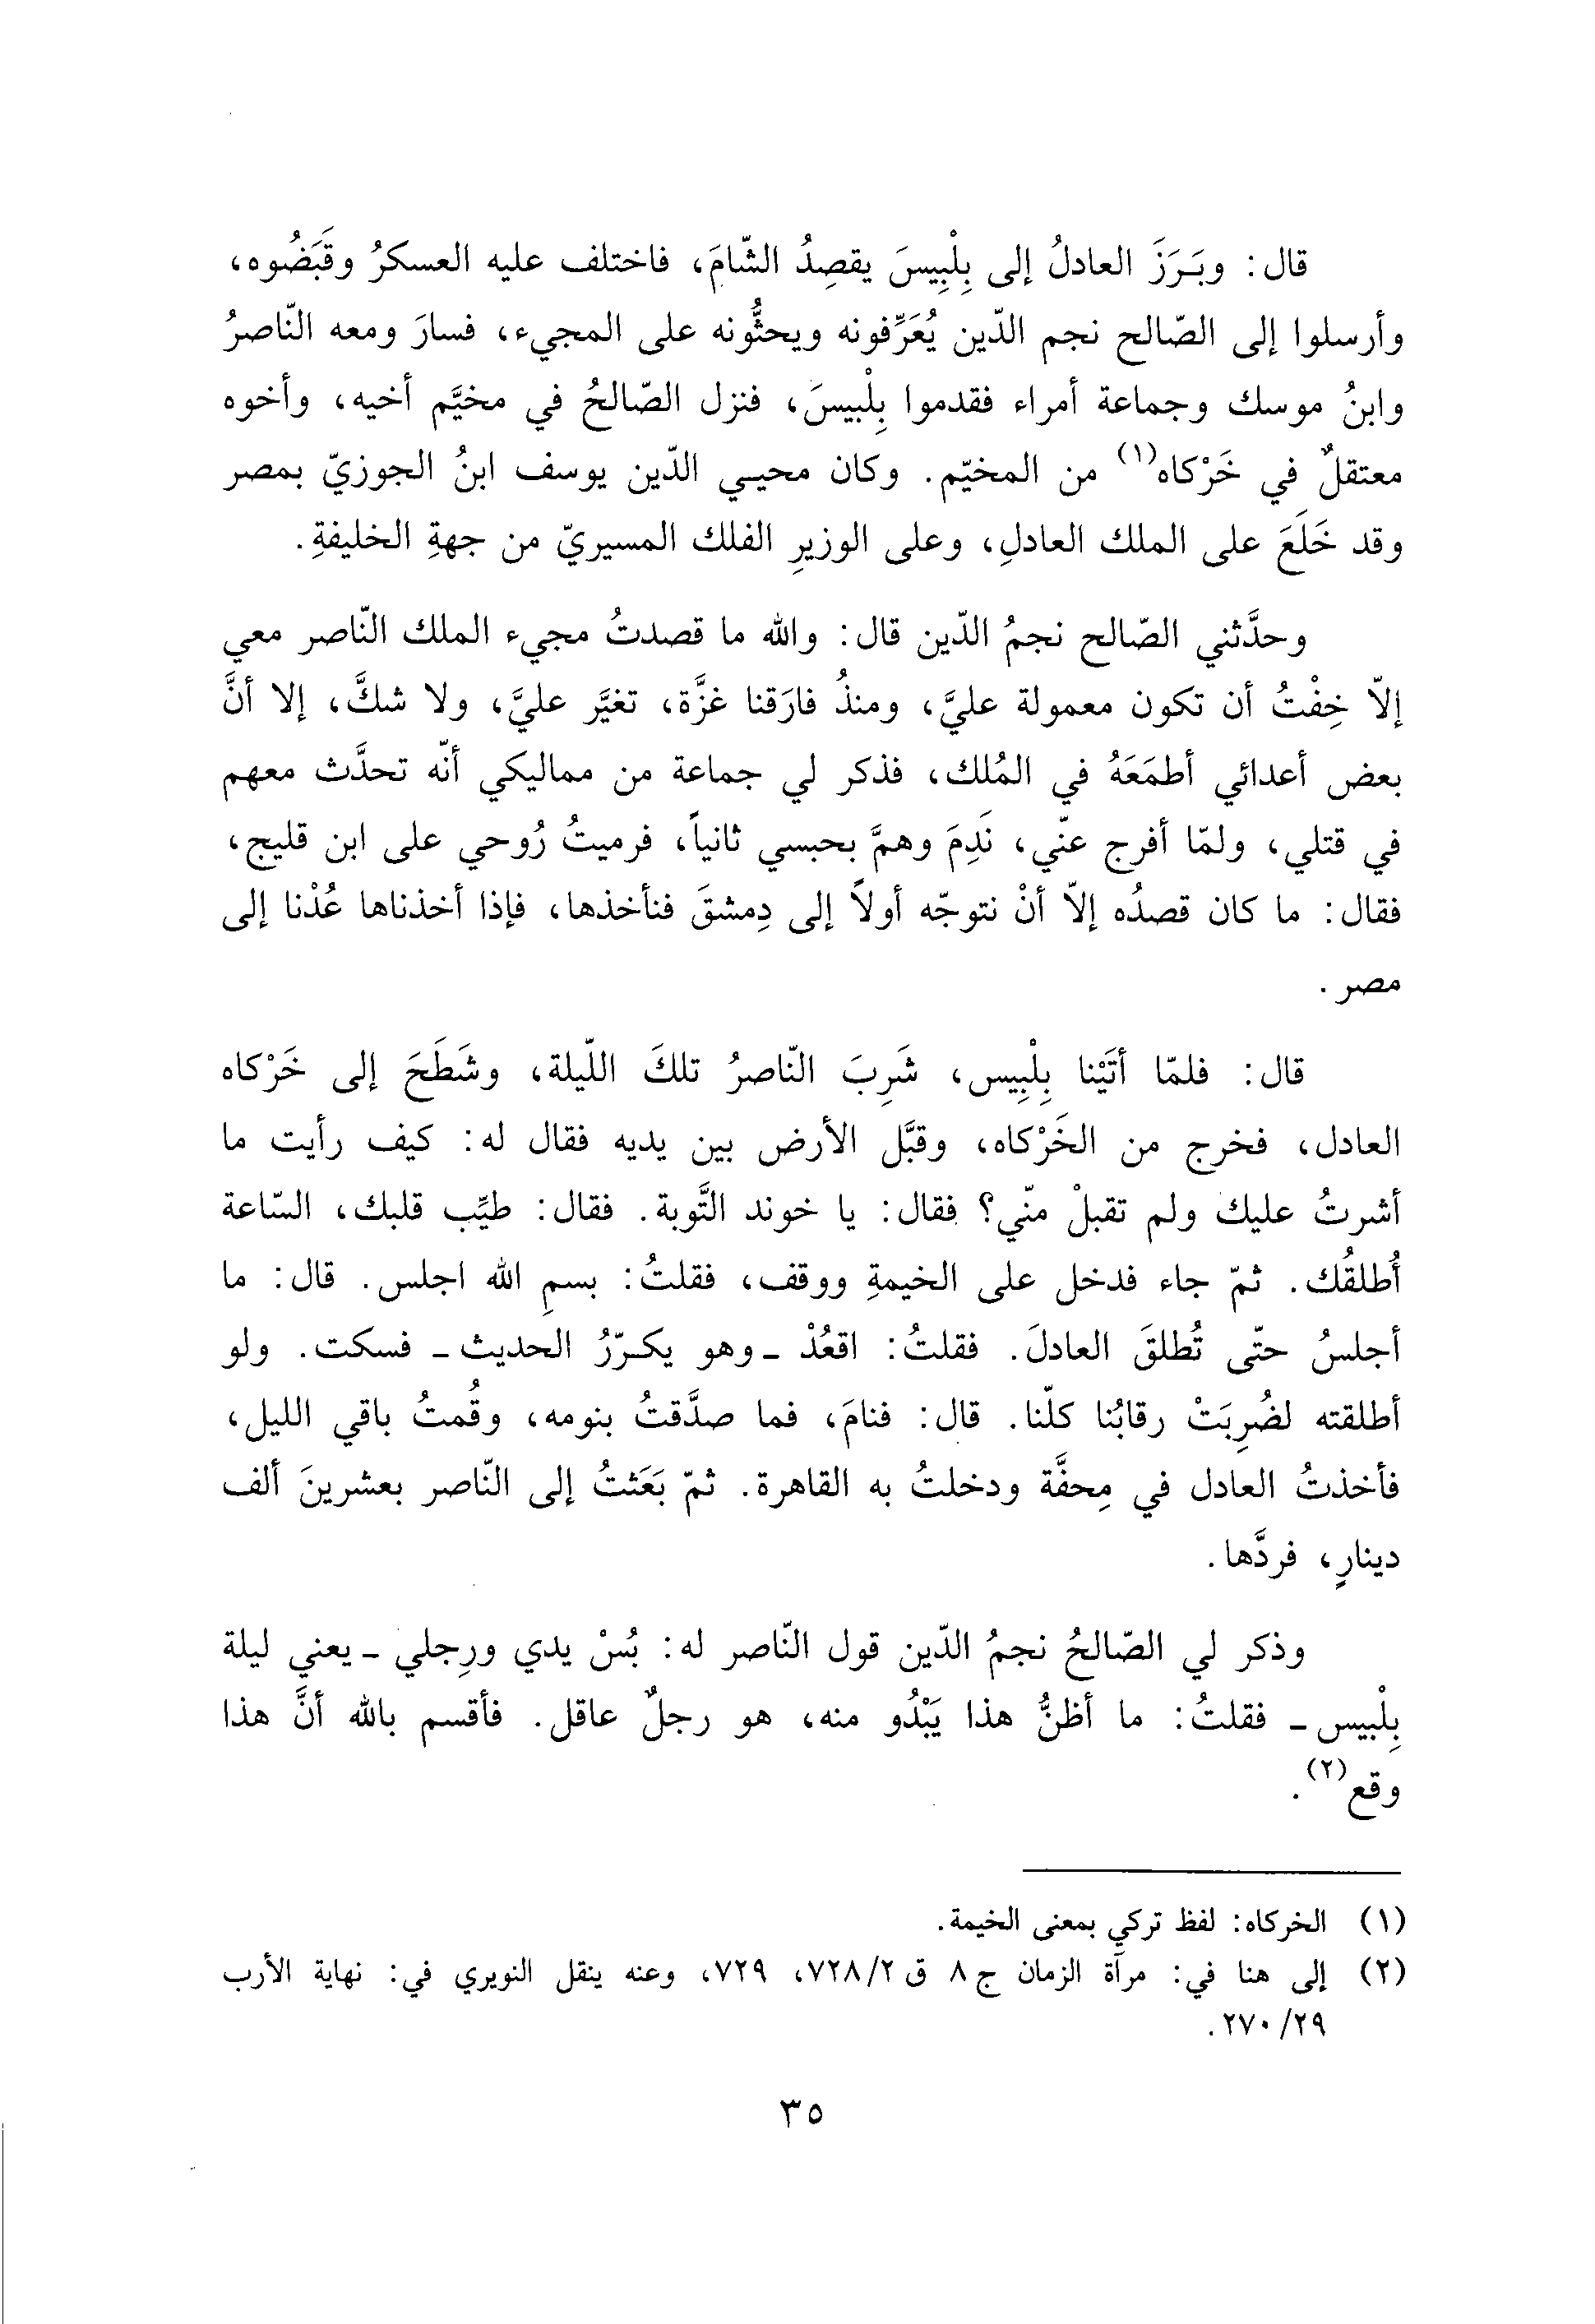 قال: وبَـرَزَ العادلُ إلى بِلْبِيسَ يقصِدُ الشّامَ، فاختلف عليه العسكرُ وقَبَضُوه،
وأرسلوا إلى الصّالح نجم الدّين يُعَرِّفونه ويحثُّونه على المجيء، فسارَ ومعه النّاصرُ
وابنُ موسك وجماعة أمراء فقدموا بِلْبيسَ، فنزل الصّالحُ في مخيَّم أخيه، وأخوه
معتقلٌ في خَرْكاه(١) من المخيّم. وكان محيـي الدّين يوسف ابنُ الجوزيّ بمصر
وقد خَلَعَ على الملك العادلِ، وعلى الوزيرِ الفلك المسيريّ من جهةِ الخليفةِ.
وحدَّثني الصّالح نجمُ الدّين قال: والله ما قصدتُ مجيء الملك النّاصر معي
إلاّ خِفْتُ أن تكون معمولة عليَّ، ومنذُ فارَقنا غزَّة، تغيَّر عليَّ، ولا شكَّ، إلا أنَّ
بعض أعدائي أطمَعَهُ في المُلك، فذكر لي جماعة من مماليكي أنّه تحدَّث معهم
في قتلي، ولمّا أفرج عنّي، نَدِمَ وهمَّ بحبسي ثانياً، فرميتُ رُوحي على ابن قليج،
فقال: ما كان قصدُه إلاّ أنْ نتوجّه أولاً إلى دِمشقَ فنأخذها، فإذا أخذناها عُدْنا إلى
مصر.
قال: فلمّا أتَيْنا بِلْبِيس، شَرِبَ النّاصرُ تلكَ اللّيلة، وشَطَحَ إلى خَرْكاه
العادل، فخرج من الخَرْكاه، وقبَّل الأرض بين يديه فقال له: كيف رأيت ما
أشرتُ عليك ولم تقبلْ منّي؟ فقال: يا خوند التَّوبة. فقال: طيِّب قلبك، السّاعة
أُطلقُك. ثمّ جاء فدخل على الخيمةِ ووقف، فقلتُ: بسمِ الله اجلس. قال: ما
أجلسُ حتّى تُطلقَ العادلَ. فقلتُ: اقعُدْ ـ وهو يكـرّرُ الحديث ـ فسكت. ولو
أطلقته لضُرِبَتْ رقابُنا كلّنا. قال: فنامَ، فما صدَّقتُ بنومه، وقُمتُ باقي الليل،
فأخذتُ العادل في مِحفَّة ودخلتُ به القاهرة. ثمّ بَعَثتُ إلى النّاصر بعشرينَ ألف
دينارٍ، فردَّها.
وذكر لي الصّالحُ نجمُ الدّين قول النّاصر له: بُسْ يدي ورِجلي ـ يعني ليلة
بِلْبيس ـ فقلتُ: ما أظنُّ هذا يَبْدُو منه، هو رجلٌ عاقل. فأقسم بالله أنَّ هذا
وقع(٢).
(١) الخركاه: لفظ تركي بمعنى الخيمة.
(٢) إلى هنا في: مرآة الزمان ج ٨ ق ٧٢٨/٢، ٧٢٩، وعنه ينقل النويري في: نهاية الأرب
٢٧٠/٢٩.
٣٥